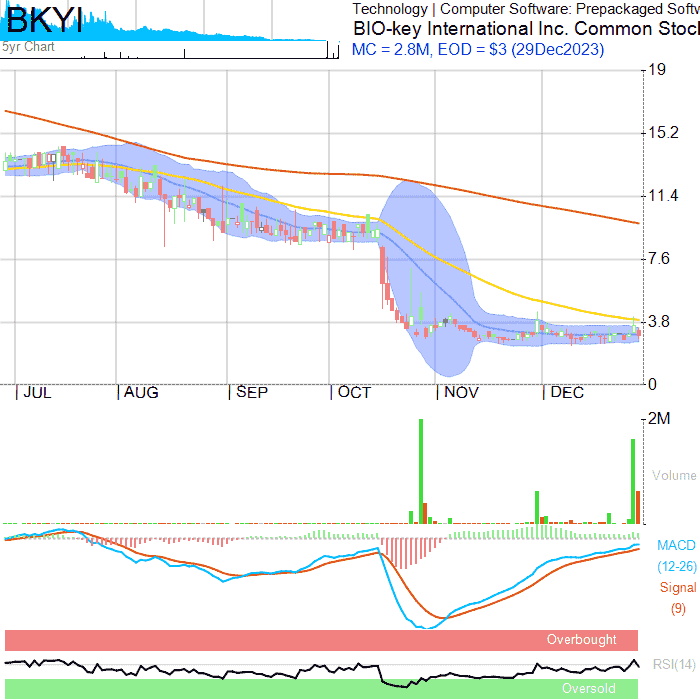 BKYI
5yr Chart
Technology | Computer Software: Prepackaged Softw
BIO-key International Inc. Common Stock
MC = 2.8M, EOD = $3 (29Dec2023)
19
15.2
11.4
7.6
3.8
0
JUL AUG SEP OCT NOV DEC
2M
Volume
MACD
(12-26)
Signal
(9)
Overbought
RSI(14)
Oversold